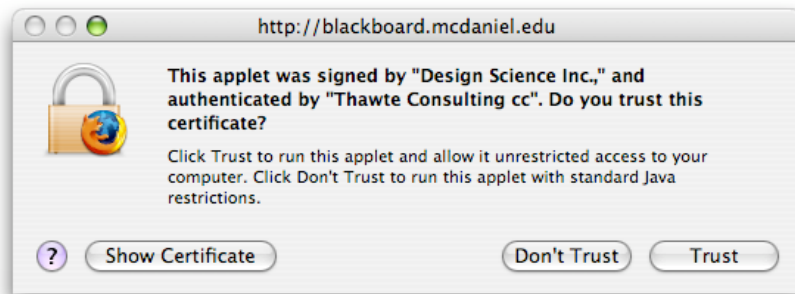 http://blackboard.mcdaniel.edu
This applet was signed by "Design Science Inc.," and
authenticated by "Thawte Consulting cc". Do you trust this
certificate?
Click Trust to run this applet and allow it unrestricted access to your
computer. Click Don't Trust to run this applet with standard Java
restrictions.
? Show Certificate Don't Trust Trust